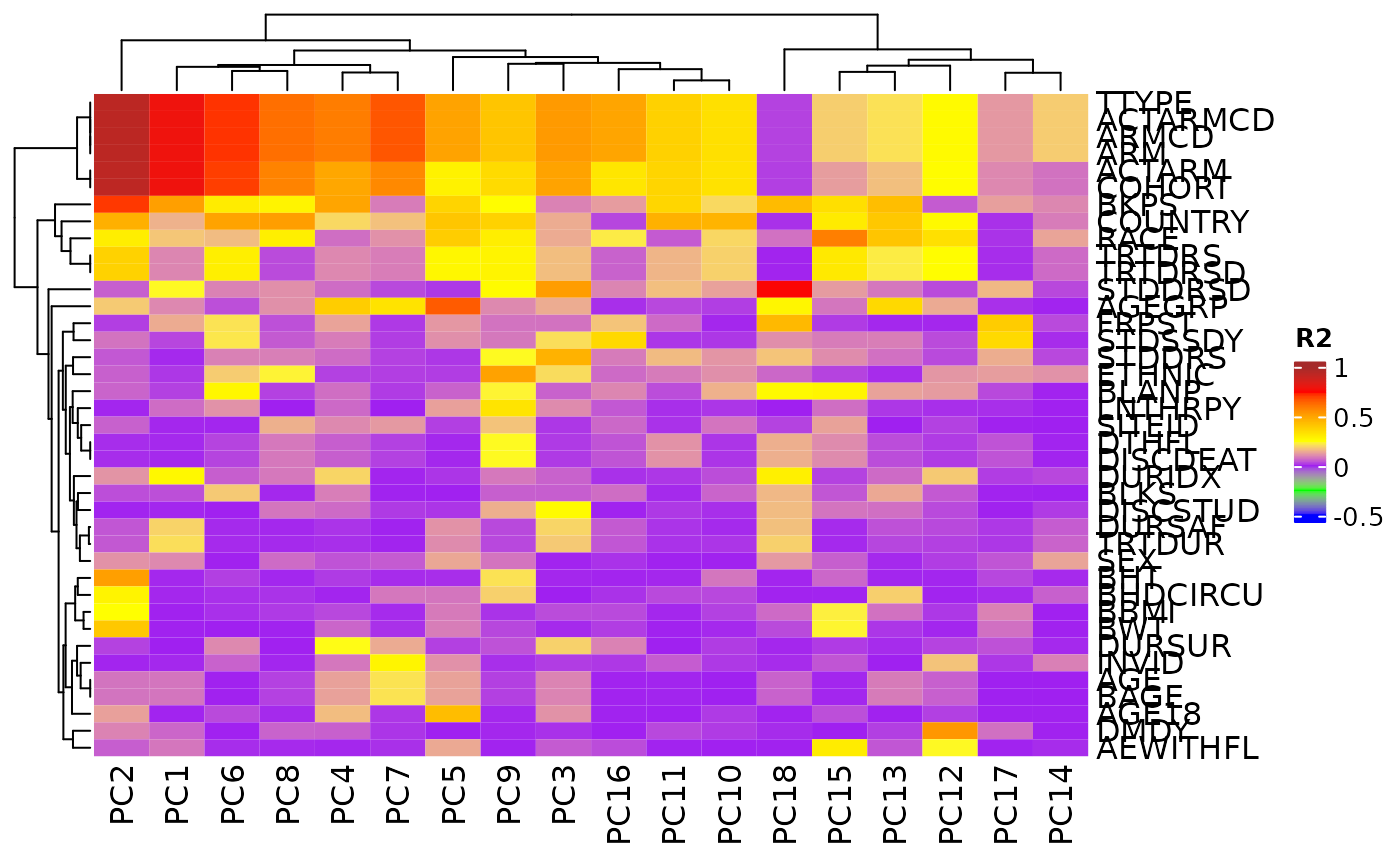 TTYPE
ACTARMCD
ARMCD
ARM
ACTARM
COHORT
BKPS
COUNTRY
RACE
TRTDRS
TRTDRSD
STDDRSD
AGEGRP
ERPST
STDSSDY
STDDRS
ETHNIC
BLANP
LNTHRPY
SITEID
DTHFL
DISCDEAT
DURIDX
BLKS
DISCSTUD
DURSAF
TRTDUR
SEX
BHT
BHDCIRCU
BBMI
BWT
DURSUR
INVID
AGE
BAGE
AGE18
DMDY
AEWITHFL
PC2 PC1 PC6 PC8 PC4 PC7 PC5 PC9 PC3 PC16 PC11 PC10 PC18 PC15 PC13 PC12 PC17 PC14
R2
1
0.5
0
-0.5